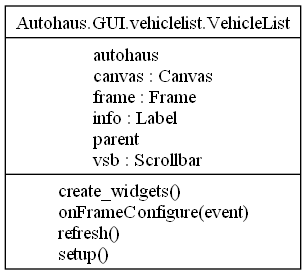 Autohaus.GUI.vehiclelist.VehicleList
autohaus
canvas : Canvas
frame : Frame
info : Label
parent
vsb : Scrollbar
create_widgets()
onFrameConfigure(event)
refresh()
setup()